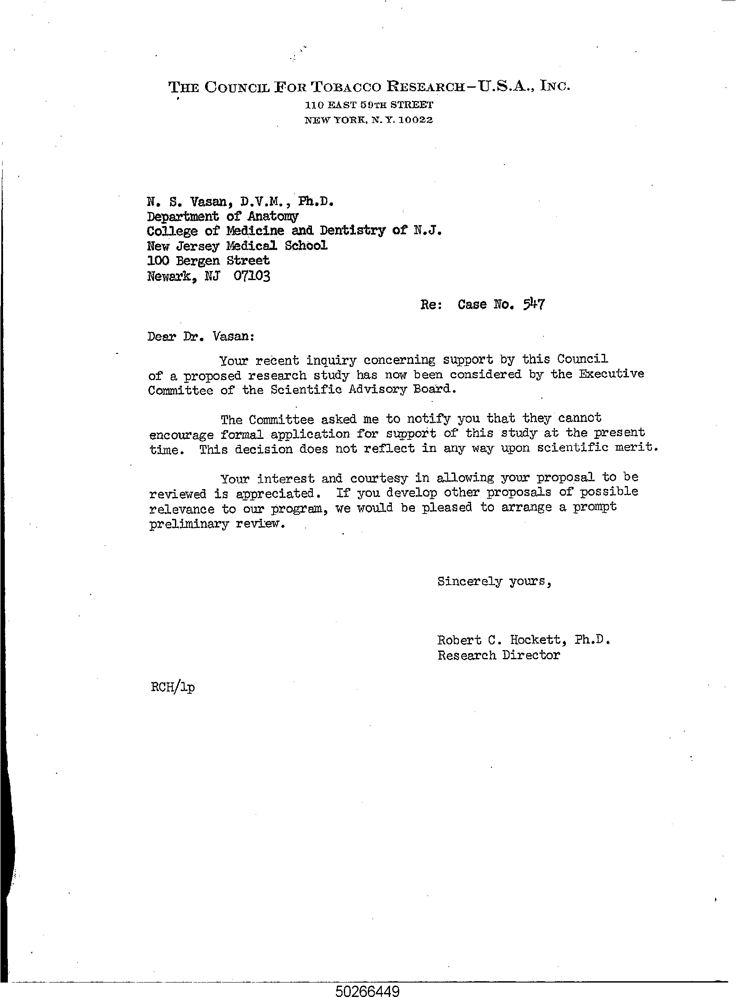 THE COUNCIL FOR TOBACCO RESEARCH–U.S.A., INC.
110 EAST 59TH STREET
NEW YORK, N. Y. 10022
N. S. Vasan, D.V.M., Ph.D.
Department of Anatomy
College of Medicine and Dentistry of N.J.
New Jersey Medical School
100 Bergen Street
Newark, NJ 07103
Re: Case No. 547
Dear Dr. Vasan:
Your recent inquiry concerning support by this Council
of a proposed research study has now been considered by the Executive
Committee of the Scientific Advisory Board.
The Committee asked me to notify you that they cannot
encourage formal application for support of this study at the present
time. This decision does not reflect in any way upon scientific merit.
Your interest and courtesy in allowing your proposal to be
reviewed is appreciated. If you develop other proposals of possible
relevance to our program, we would be pleased to arrange a prompt
preliminary review.
Sincerely yours,
Robert C. Hockett, Ph.D.
Research Director
RCH/lp
50266449